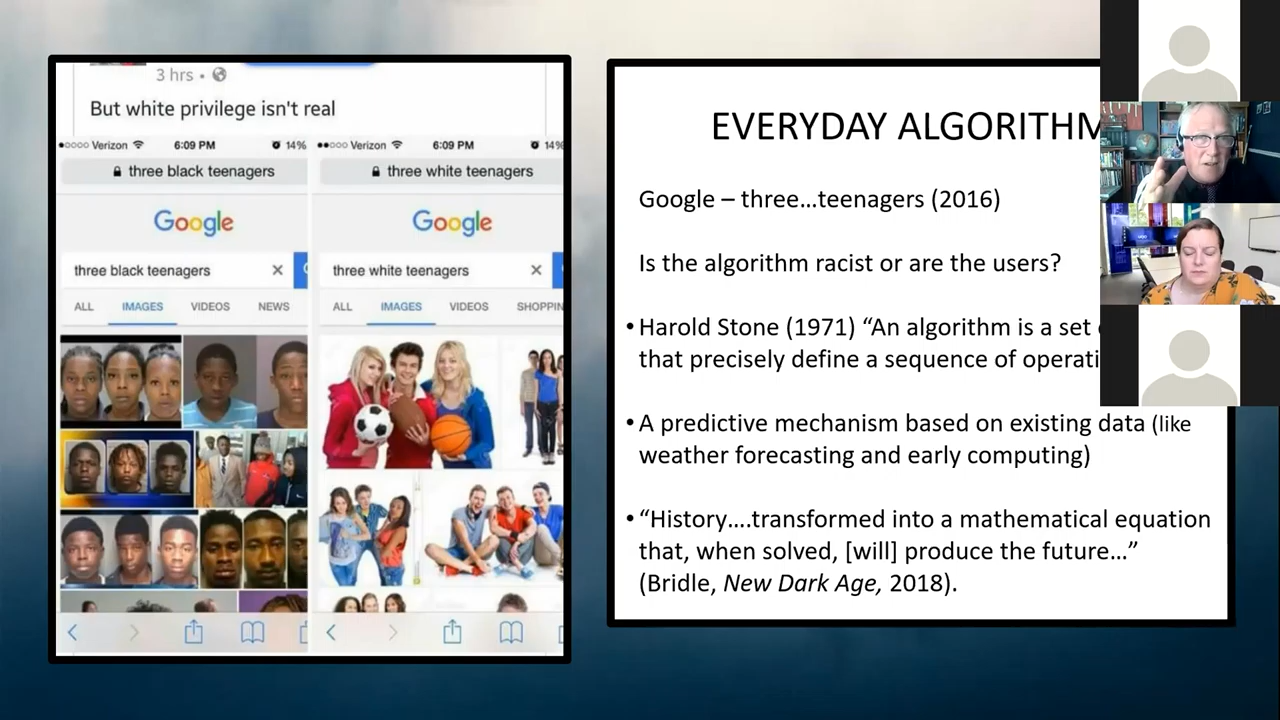 3 hrs •
But white privilege isn't real
Verizon 6:09 PM 14%
three black teenagers
Google
three black teenagers ×
ALL IMAGES VIDEOS NEWS
Verizon 6:09 PM 14%
three white teenagers
Google
three white teenagers ×
ALL IMAGES VIDEOS SHOPPIN
EVERYDAY ALGORITHM
Google – three…teenagers (2016)
Is the algorithm racist or are the users?
• Harold Stone (1971) “An algorithm is a set
that precisely define a sequence of operati
• A predictive mechanism based on existing data (like
weather forecasting and early computing)
• “History….transformed into a mathematical equation
that, when solved, [will] produce the future…”
(Bridle, New Dark Age, 2018).